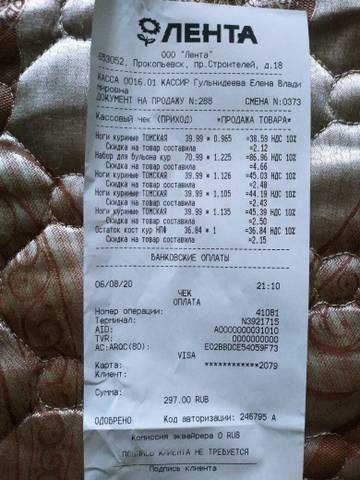 ЛЕНТА
ООО "Лента"
653052, Прокопьевск, пр.Строителей, д.18
КАССА 0016.01 КАССИР Гульнидеева Елена Влади
мировна
ДОКУМЕНТ НА ПРОДАЖУ N:288 СМЕНА N:0373
Кассовый чек (ПРИХОД) *ПРОДАЖА ТОВАРА*
Ноги куриные ТОМСКАЯ 39.99 * 0.965 =38.59 НДС 10%
Скидка на товар составила =2.12
Набор для бульона кур 70.99 * 1.225 =86.96 НДС 10%
Скидка на товар составила =4.66
Ноги куриные ТОМСКАЯ 39.99 * 1.126 =45.03 НДС 10%
Скидка на товар составила =2.48
Ноги куриные ТОМСКАЯ 39.99 * 1.105 =44.19 НДС 10%
Скидка на товар составила =2.43
Ноги куриные ТОМСКАЯ 39.99 * 1.135 =45.39 НДС 10%
Скидка на товар составила =2.50
Остаток кост кур НПФ 36.84 * 1 =36.84 НДС 10%
Скидка на товар составила =2.15
БАНКОВСКИЕ ОПЛАТЫ
06/08/20 21:10
ЧЕК
ОПЛАТА
Номер операции: 41081
Терминал: N3921715
AID: A0000000031010
TVR: 0000000000
AC:ARQC(80): E02BBDCE54059F73
VISA
Карта: ************2079
Клиент:
Сумма:
297.00 RUB
ОДОБРЕНО Код авторизации: 246795 A
Комиссия эквайрера 0 RUB
ПОДПИСЬ КЛИЕНТА НЕ ТРЕБУЕТСЯ
Подпись клиента